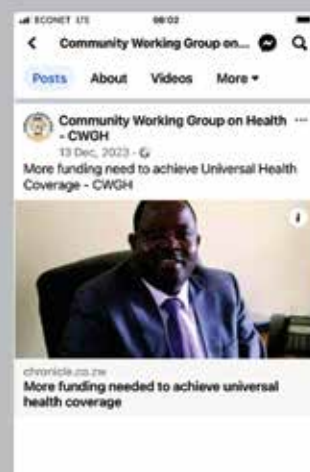 ECONET LTE 08:02
Community Working Group on...
Posts About Videos More
Community Working Group on Health
- CWGH
13 Dec, 2023
More funding need to achieve Universal Health
Coverage - CWGH
chronicle.co.zw
More funding needed to achieve universal
health coverage